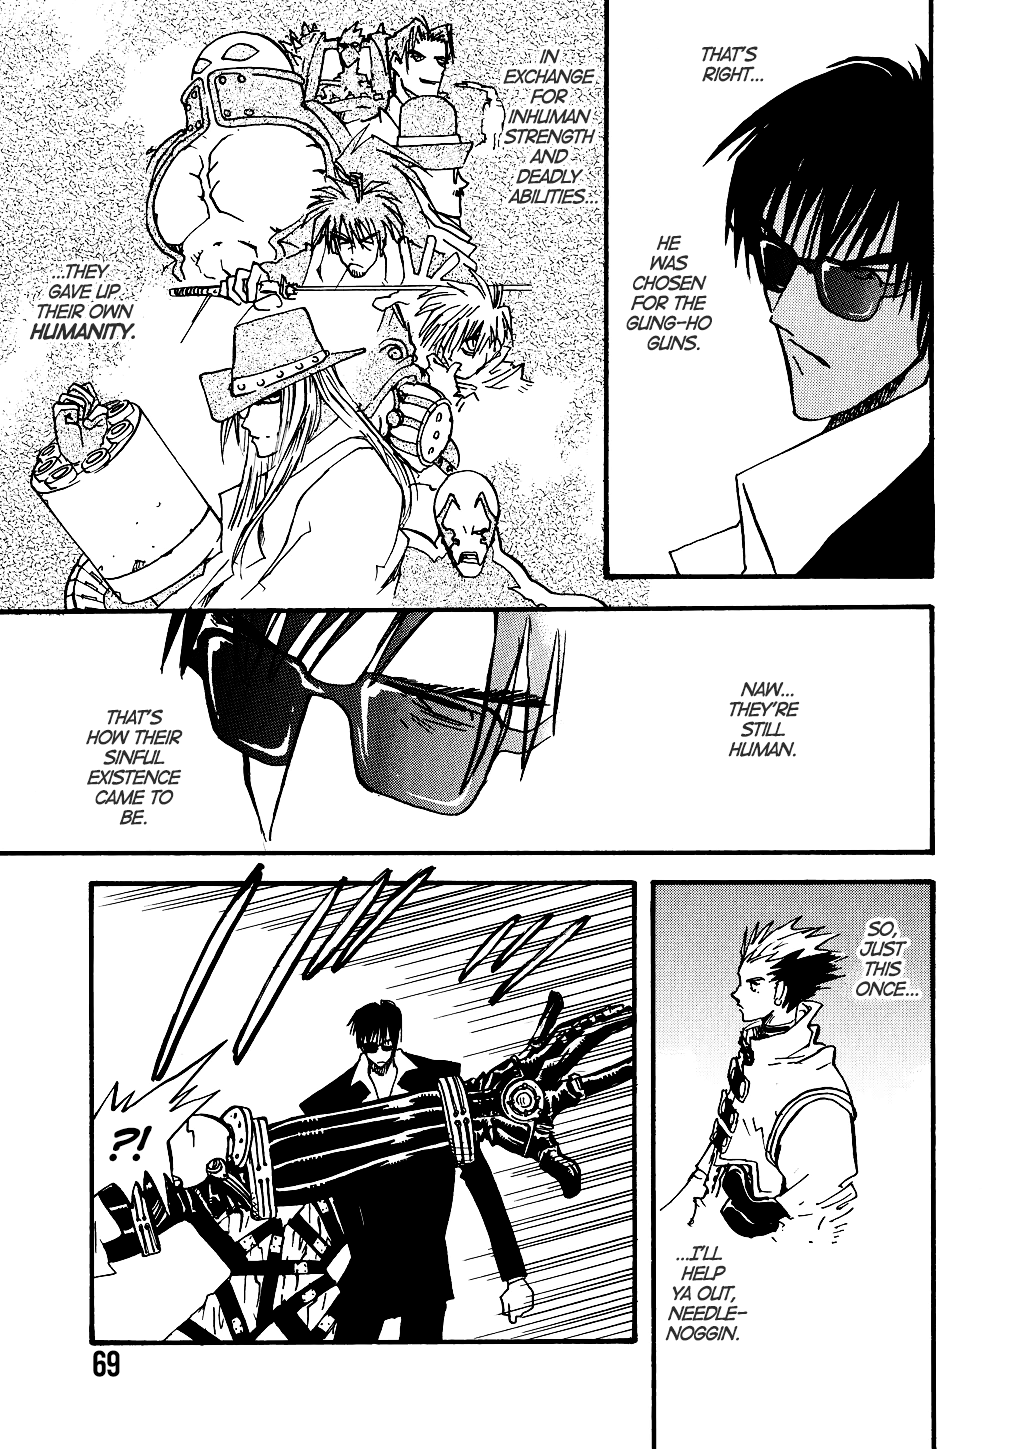 THAT'S
RIGHT...
HE
WAS
CHOSEN
FOR THE
GUNG-HO
GUNS.
IN
EXCHANGE
FOR
INHUMAN
STRENGTH
AND
DEADLY
ABILITIES...
...THEY
GAVE UP
THEIR OWN
HUMANITY.
NAW...
THEY'RE
STILL
HUMAN.
THAT'S
HOW THEIR
SINFUL
EXISTENCE
CAME TO
BE.
SO,
JUST
THIS
ONCE...
...I'LL
HELP
YA OUT,
NEEDLE-
NOGGIN.
?!
69